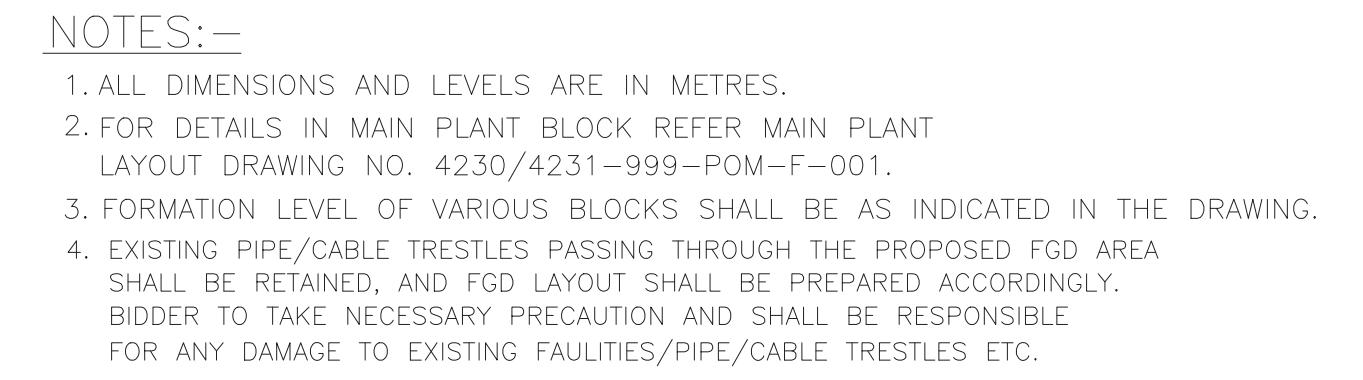 NOTES:-
1. ALL DIMENSIONS AND LEVELS ARE IN METRES.
2. FOR DETAILS IN MAIN PLANT BLOCK REFER MAIN PLANT
LAYOUT DRAWING NO. 4230/4231-999-POM-F-001.
3. FORMATION LEVEL OF VARIOUS BLOCKS SHALL BE AS INDICATED IN THE DRAWING.
4. EXISTING PIPE/CABLE TRESTLES PASSING THROUGH THE PROPOSED FGD AREA
SHALL BE RETAINED, AND FGD LAYOUT SHALL BE PREPARED ACCORDINGLY.
BIDDER TO TAKE NECESSARY PRECAUTION AND SHALL BE RESPONSIBLE
FOR ANY DAMAGE TO EXISTING FAULITIES/PIPE/CABLE TRESTLES ETC.